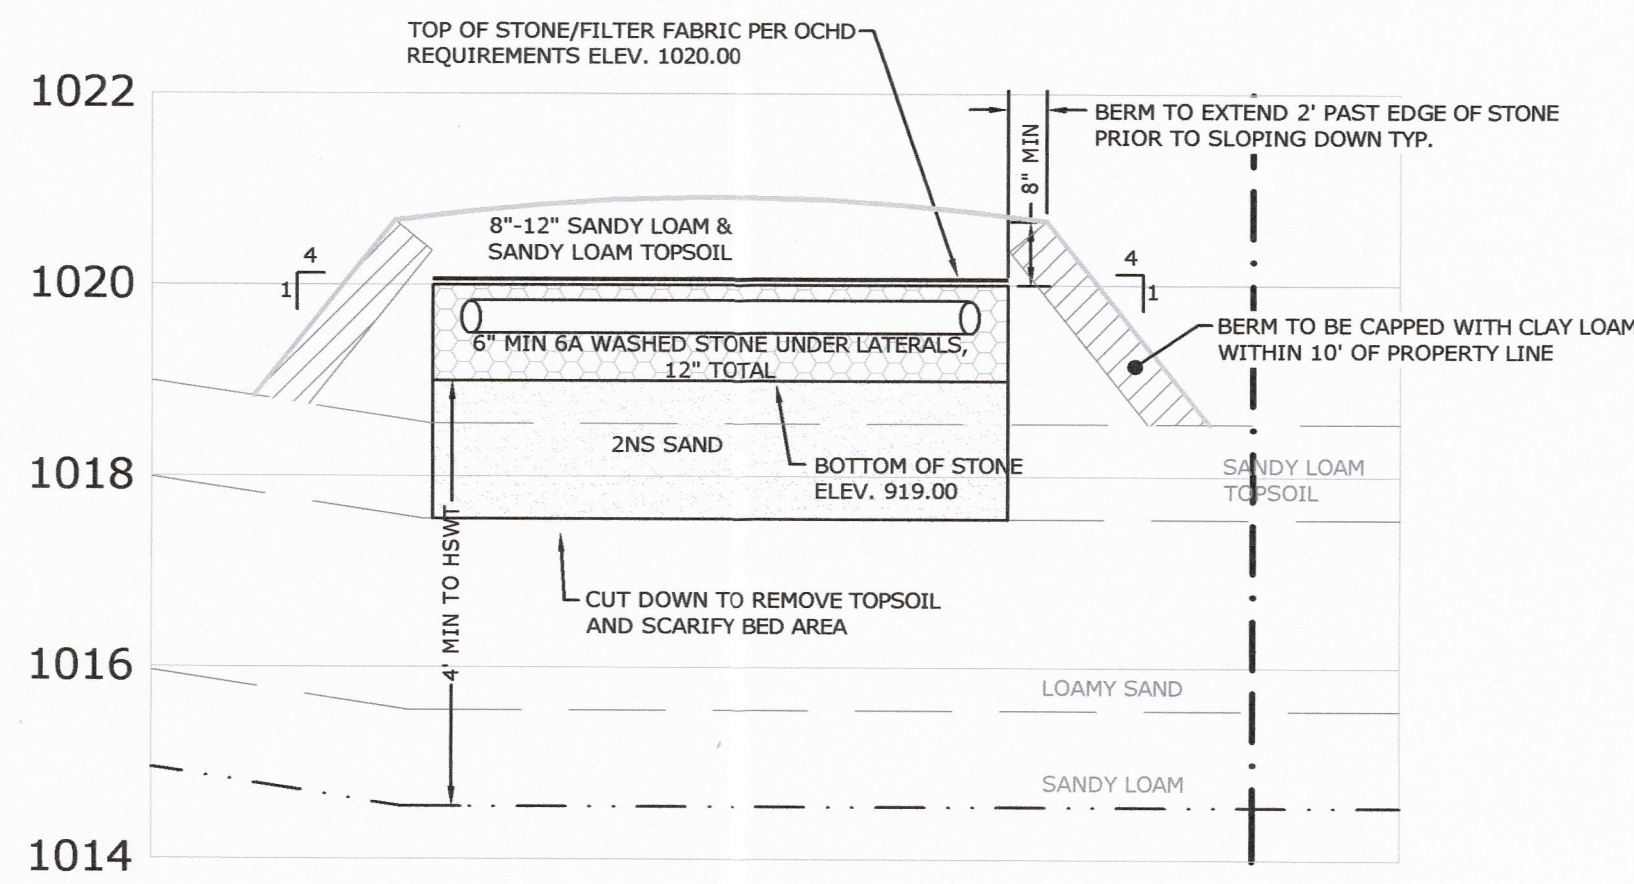 TOP OF STONE/FILTER FABRIC PER OCHD
REQUIREMENTS ELEV. 1020.00
1022
BERM TO EXTEND 2' PAST EDGE OF STONE
PRIOR TO SLOPING DOWN TYP.
8" MIN
8"-12" SANDY LOAM &
SANDY LOAM TOPSOIL
4
1
4
1
1020
BERM TO BE CAPPED WITH CLAY LOAM
WITHIN 10' OF PROPERTY LINE
6" MIN 6A WASHED STONE UNDER LATERALS,
12" TOTAL
2NS SAND
1018
BOTTOM OF STONE
ELEV. 919.00
SANDY LOAM
TOPSOIL
4' MIN TO HSWT
CUT DOWN TO REMOVE TOPSOIL
AND SCARIFY BED AREA
1016
LOAMY SAND
SANDY LOAM
1014